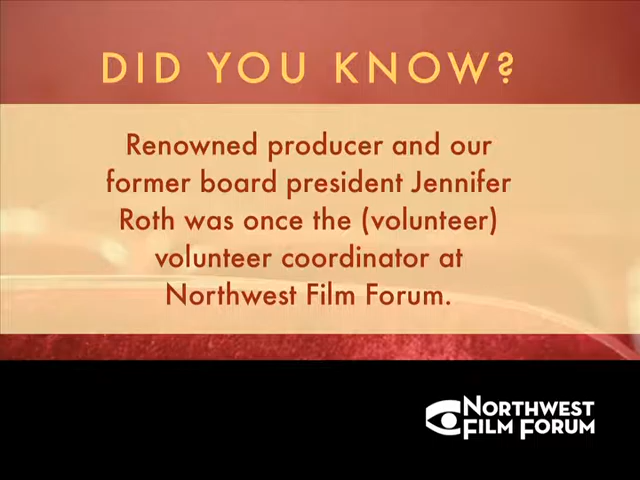 DID YOU KNOW?
Renowned producer and our
former board president Jennifer
Roth was once the (volunteer)
volunteer coordinator at
Northwest Film Forum.
NORTHWEST
FILM FORUM